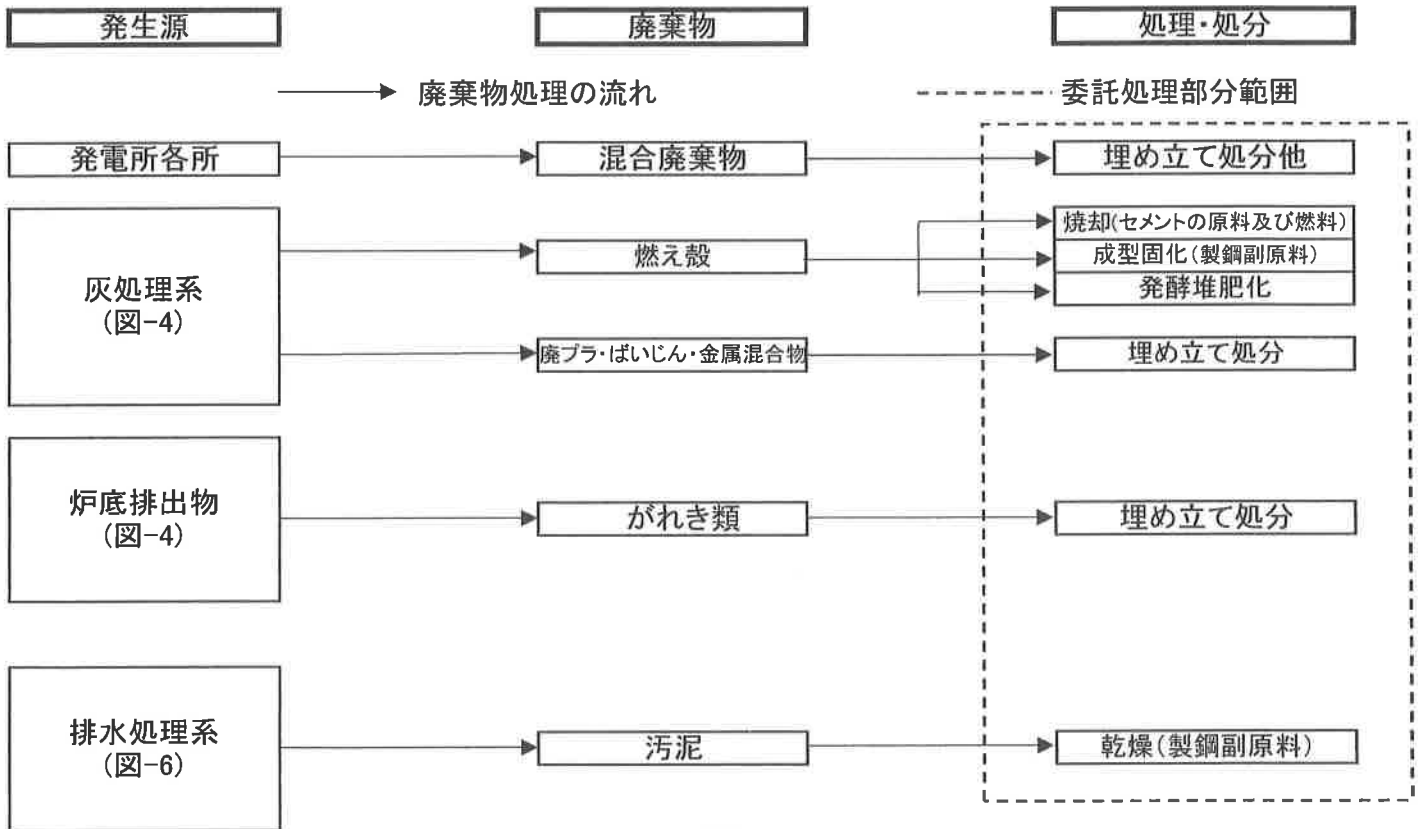 発生源
廃棄物
処理・処分
廃棄物処理の流れ
委託処理部分範囲
発電所各所
混合廃棄物
埋め立て処分他
灰処理系
(図-4)
燃え殻
焼却(セメントの原料及び燃料)
成型固化(製鋼副原料)
発酵堆肥化
廃プラ・ばいじん・金属混合物
埋め立て処分
炉底排出物
(図-4)
がれき類
埋め立て処分
排水処理系
(図-6)
汚泥
乾燥(製鋼副原料)